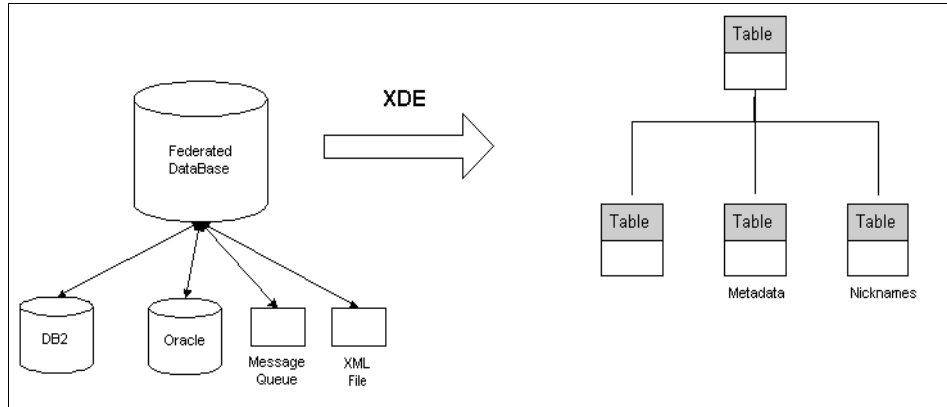 Table
XDE
Federated
DataBase
Table
Table
Table
Metadata
Nicknames
DB2
Oracle
Message
Queue
XML
File